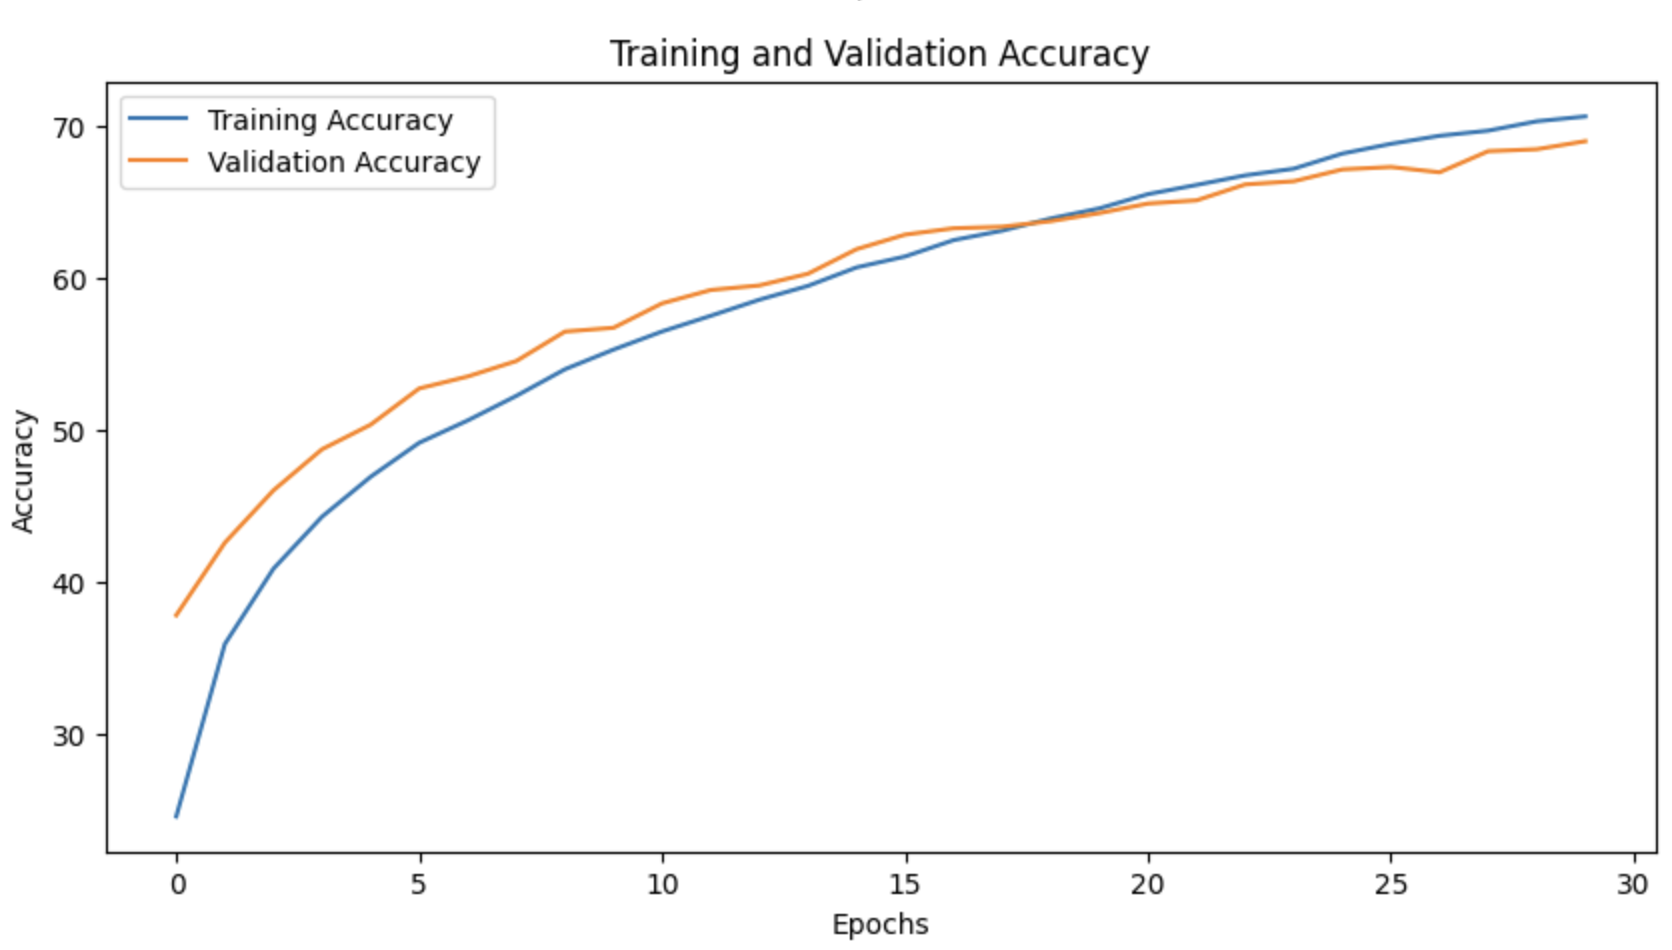 Training and Validation Accuracy
Training Accuracy
Validation Accuracy
70
60
50
40
30
Accuracy
0 5 10 15 20 25 30
Epochs